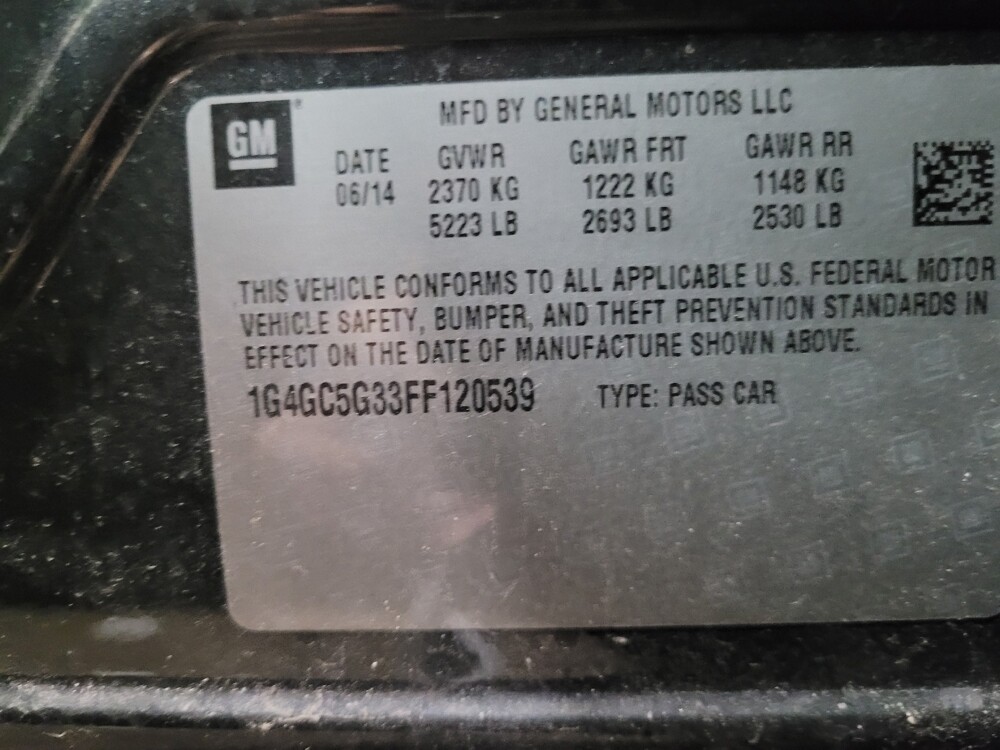 GM
MFD BY GENERAL MOTORS LLC
DATE GVWR GAWR FRT GAWR RR
06/14 2370 KG 1222 KG 1148 KG
5223 LB 2693 LB 2530 LB
THIS VEHICLE CONFORMS TO ALL APPLICABLE U.S. FEDERAL MOTOR
VEHICLE SAFETY, BUMPER, AND THEFT PREVENTION STANDARDS IN
EFFECT ON THE DATE OF MANUFACTURE SHOWN ABOVE.
1G4GC5G33FF120539 TYPE: PASS CAR